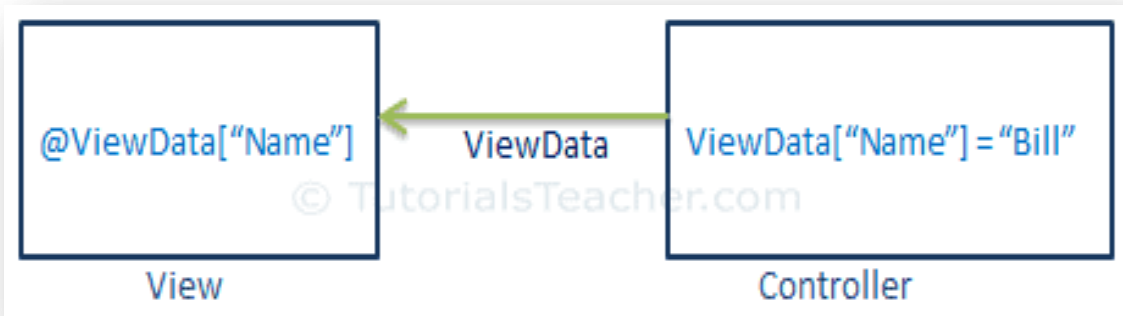 @ViewData[“Name”]
ViewData
ViewData[“Name”] = “Bill”
© TutorialsTeacher.com
View
Controller